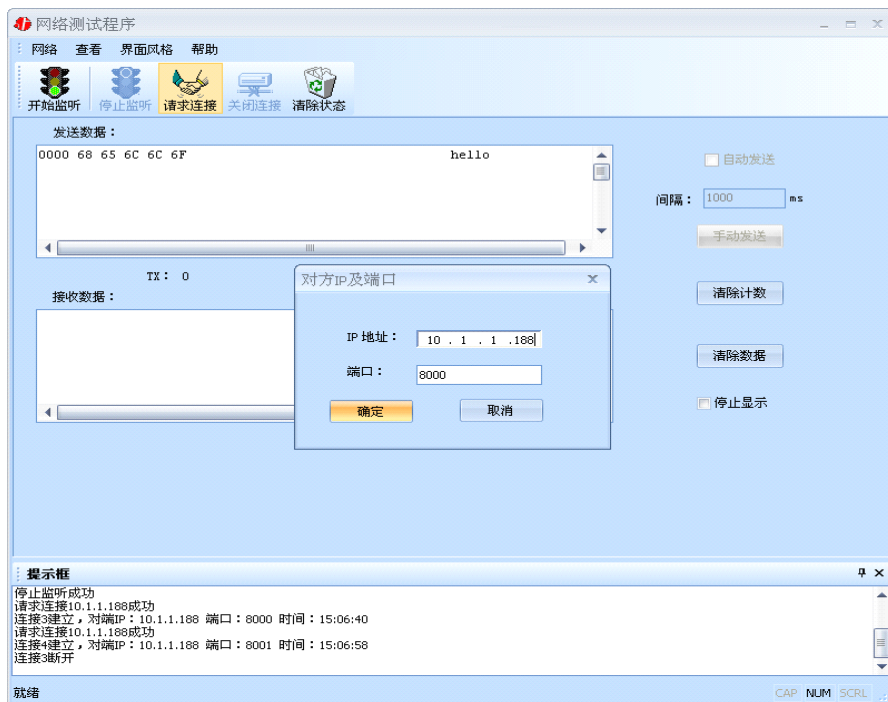 网络测试程序
网络 查看 界面风格 帮助
开始监听 停止监听 请求连接 关闭连接 清除状态
发送数据：
0000 68 65 6C 6C 6F hello
自动发送
间隔： 1000 ms
手动发送
TX： 0
接收数据：
清除计数
清除数据
停止显示
对方IP及端口
IP 地址： 10 . 1 . 1 .188
端口： 8000
确定 取消
提示框
停止监听成功
请求连接10.1.1.188成功
连接3建立，对端IP：10.1.1.188 端口：8000 时间：15:06:40
请求连接10.1.1.188成功
连接4建立，对端IP：10.1.1.188 端口：8001 时间：15:06:58
连接3断开
就绪
CAP NUM SCRL